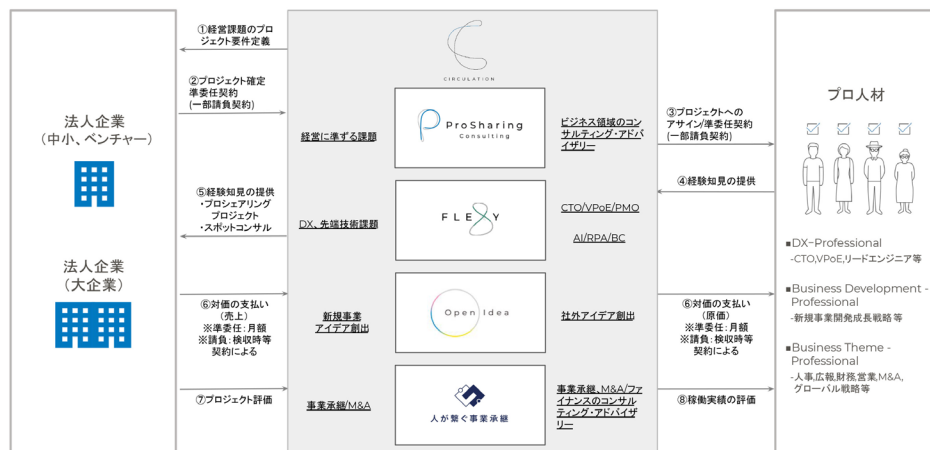 ①経営課題のプロ
ジェクト要件定義
②プロジェクト確定
準委任契約
(一部請負契約)
法人企業
(中小、ベンチャー)
⑤経験知見の提供
・プロシェアリング
プロジェクト
・スポットコンサル
法人企業
(大企業)
⑥対価の支払い
(売上)
※準委任：月額
※請負：検収時等
契約による
⑦プロジェクト評価
CIRCULATION
経営に準ずる課題
ProSharing
Consulting
ビジネス領域のコン
サルティング・アドバ
イザリー
DX、先端技術課題
FLEXY
CTO/VPoE/PMO
AI/RPA/BC
新規事業
アイデア創出
Open Idea
社外アイデア創出
事業承継/M&A
人が繋ぐ事業承継
事業承継、M&A/ファ
イナンスのコンサル
ティング・アドバイザ
リー
③プロジェクトへの
アサイン/準委任契約
(一部請負契約)
④経験知見の提供
⑥対価の支払い
(原価)
※準委任：月額
※請負：検収時等
契約による
⑧稼働実績の評価
プロ人材
■DX-Professional
-CTO,VPoE,リードエンジニア等
■Business Development -
Professional
-新規事業開発成長戦略等
■Business Theme -
Professional
-人事,広報,財務,営業,M&A,
グローバル戦略等